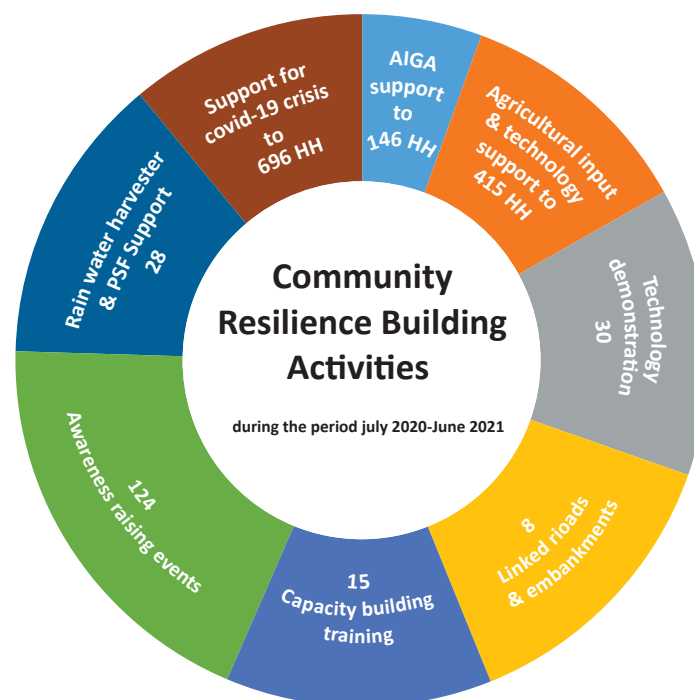 Community
Resilience Building
Activities
during the period july 2020-June 2021
AIGA
support
to
146 HH
Agricultural input
& technology
support to
415 HH
Technology
demonstration
30
8
Linked rioads
& embankments
15
Capacity building
training
124
Awareness raising events
Rain water harvester
& PSF Support
28
Support for
covid-19 crisis
to
696 HH